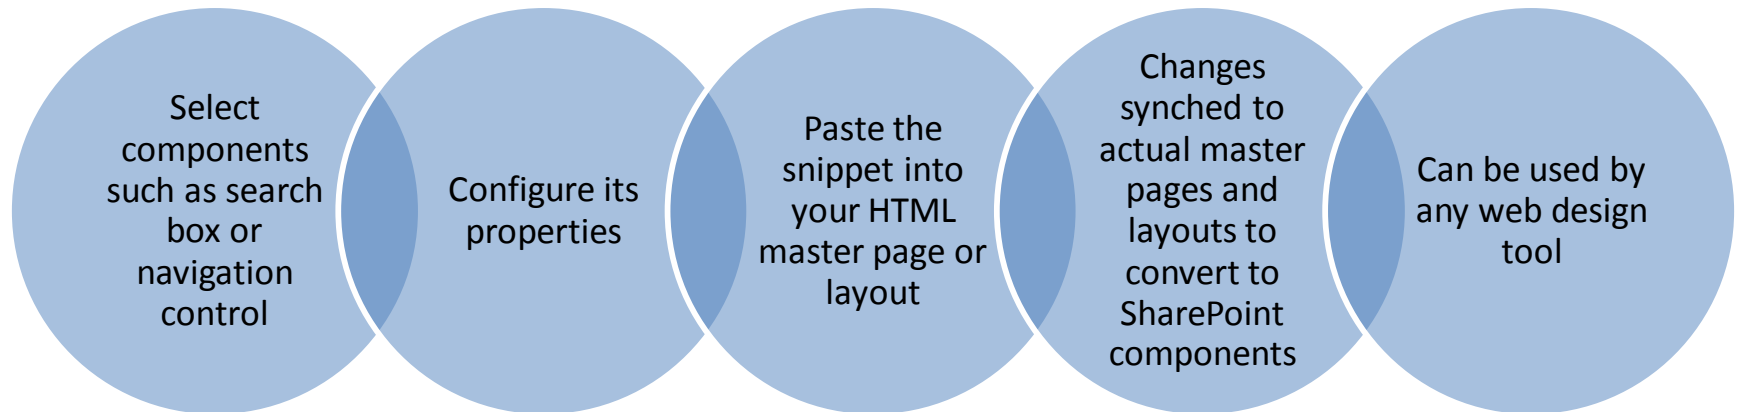 Select
components
such as search
box or
navigation
control
Configure its
properties
Paste the
snippet into
your HTML
master page or
layout
Changes
synched to
actual master
pages and
layouts to
convert to
SharePoint
components
Can be used by
any web design
tool